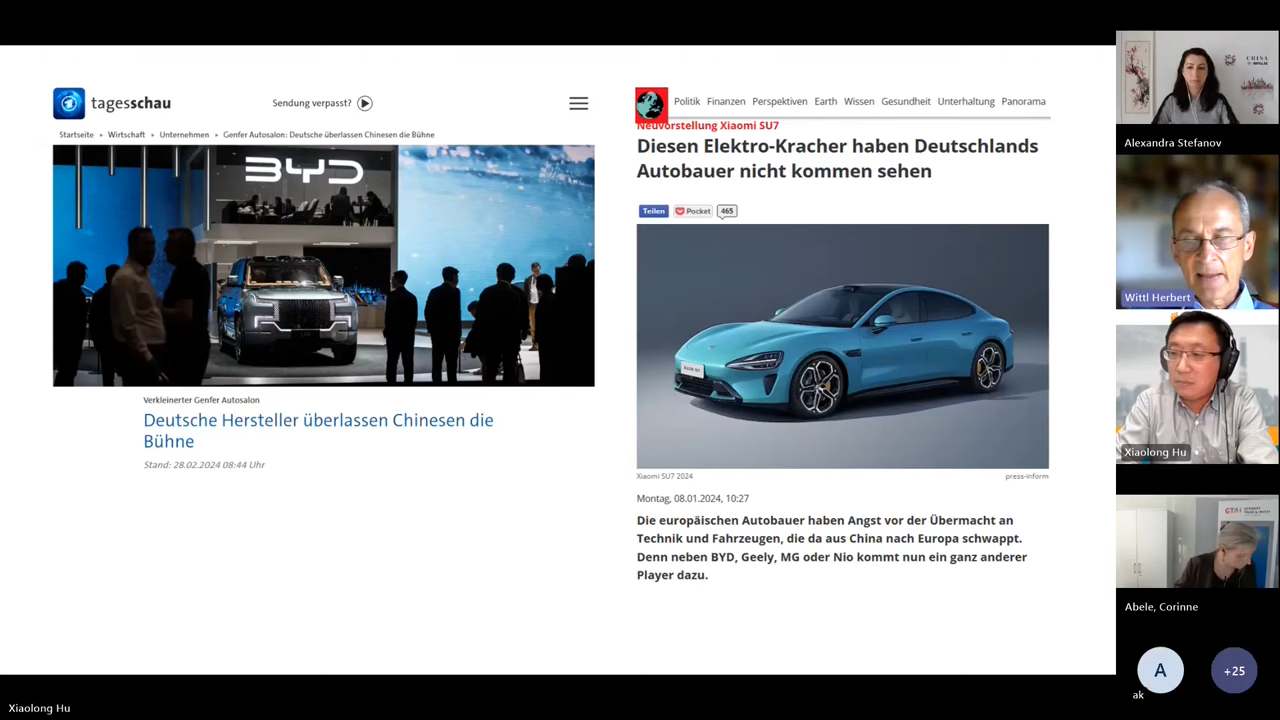 tagesschau
Sendung verpasst?
Startseite ▸ Wirtschaft ▸ Unternehmen ▸ Genfer Autosalon: Deutsche überlassen Chinesen die Bühne
BYD
Verkleinerter Genfer Autosalon
Deutsche Hersteller überlassen Chinesen die
Bühne
Stand: 28.02.2024 08:44 Uhr
Politik Finanzen Perspektiven Earth Wissen Gesundheit Unterhaltung Panorama
Neuvorstellung Xiaomi SU7
Diesen Elektro-Kracher haben Deutschlands
Autobauer nicht kommen sehen
Teilen Pocket 465
Xiaomi SU7 2024 press-inform
Montag, 08.01.2024, 10:27
Die europäischen Autobauer haben Angst vor der Übermacht an
Technik und Fahrzeugen, die da aus China nach Europa schwappt.
Denn neben BYD, Geely, MG oder Nio kommt nun ein ganz anderer
Player dazu.
CHINA
Alexandra Stefanov
Wittl Herbert
Xiaolong Hu
GTAI
Abele, Corinne
A
+25
ak
Xiaolong Hu